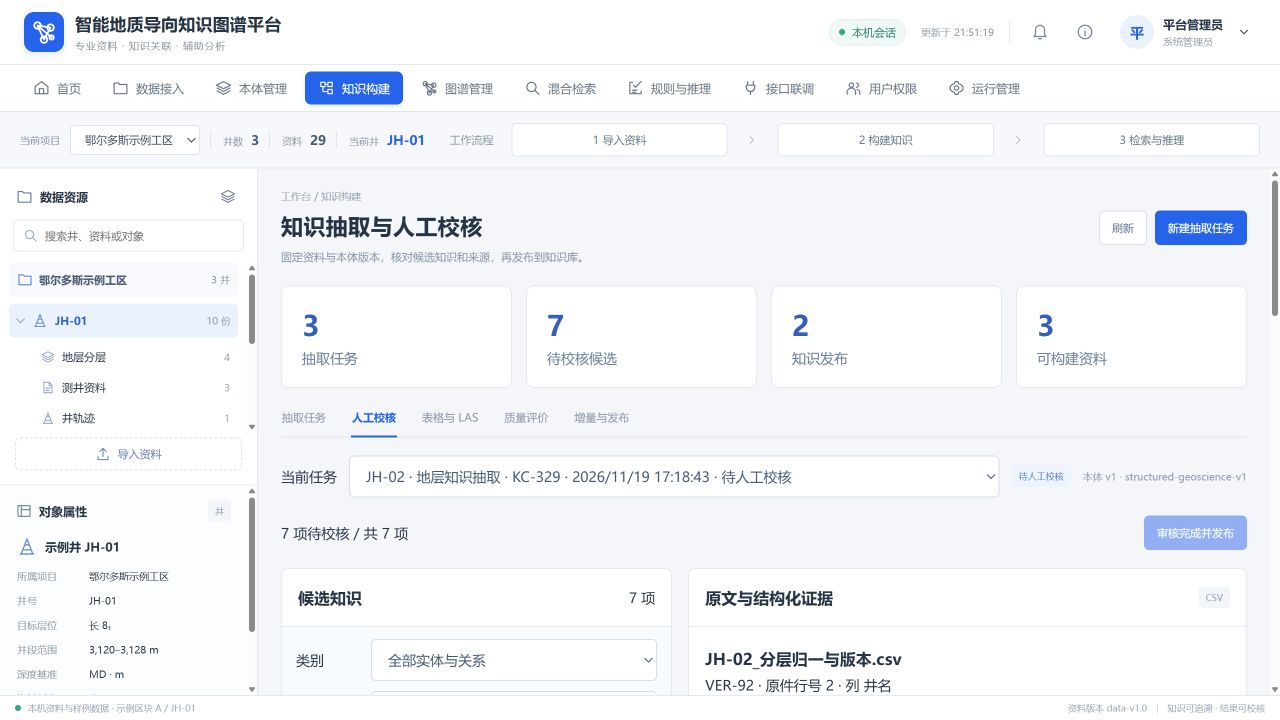 智能地质导向知识图谱平台
专业资料 · 知识关联 · 辅助分析
本机会话
更新于 21:51:19
平
平台管理员
系统管理员
首页
数据接入
本体管理
知识构建
图谱管理
混合检索
规则与推理
接口联调
用户权限
运行管理
当前项目
鄂尔多斯示例工区
井数 3
资料 29
当前井 JH-01
工作流程
1 导入资料
2 构建知识
3 检索与推理
数据资源
搜索井、资料或对象
鄂尔多斯示例工区 3 井
JH-01 10 份
地层分层 4
测井资料 3
井轨迹 1
导入资料
对象属性 井
示例井 JH-01
所属项目 鄂尔多斯示例工区
井号 JH-01
目标层位 长 8₁
井段范围 3,120–3,128 m
深度基准 MD · m
工作台 / 知识构建
知识抽取与人工校核
固定资料与本体版本，核对候选知识和来源，再发布到知识库。
刷新
新建抽取任务
3
抽取任务
7
待校核候选
2
知识发布
3
可构建资料
抽取任务
人工校核
表格与 LAS
质量评价
增量与发布
当前任务
JH-02 · 地层知识抽取 · KC-329 · 2026/11/19 17:18:43 · 待人工校核
待人工校核
本体 v1 · structured-geoscience-v1
7 项待校核 / 共 7 项
审核完成并发布
候选知识 7 项
类别 全部实体与关系
原文与结构化证据 CSV
JH-02_分层归一与版本.csv
VER-92 · 原件行号 2 · 列 井名
本机资料与样例数据 · 示例区块 A / JH-01
资料版本 data-v1.0
知识可追溯 · 结果可校核